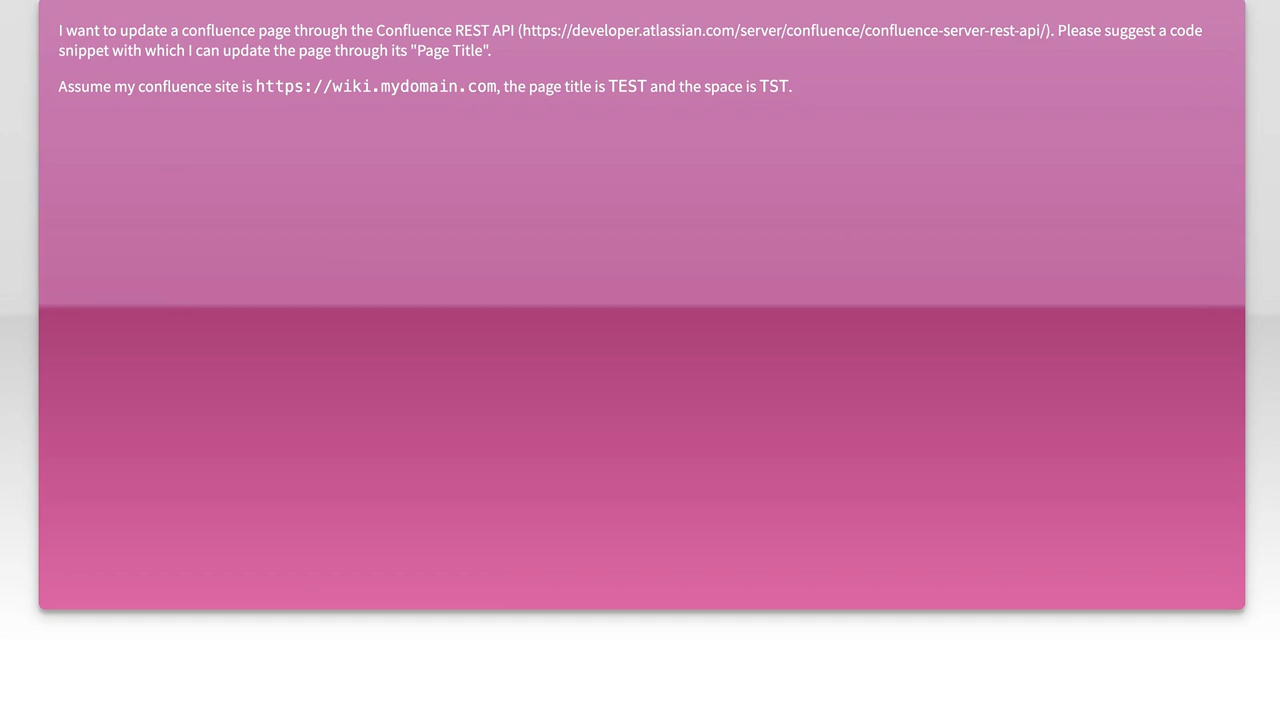 I want to update a confluence page through the Confluence REST API (https://developer.atlassian.com/server/confluence/confluence-server-rest-api/). Please suggest a code
snippet with which I can update the page through its "Page Title".
Assume my confluence site is https://wiki.mydomain.com, the page title is TEST and the space is TST.